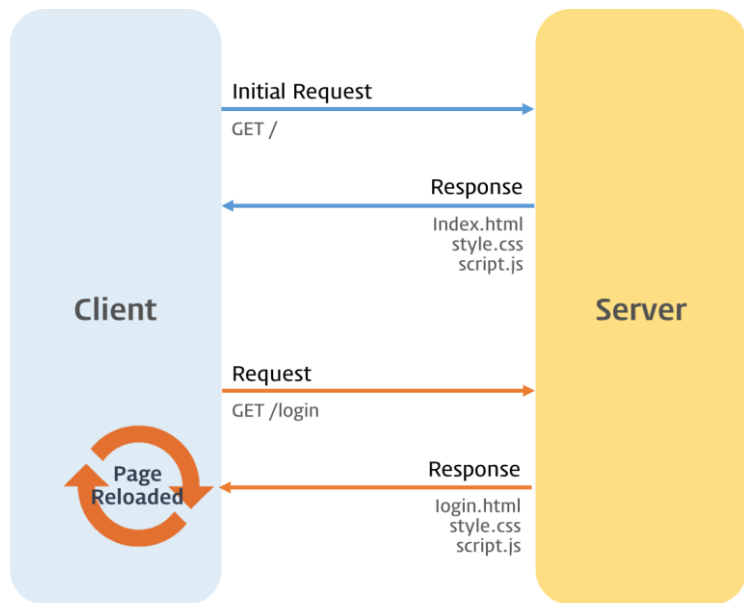 Initial Request
GET /
Response
Index.html
style.css
script.js
Client
Server
Request
GET /login
Page
Reloaded
Response
login.html
style.css
script.js